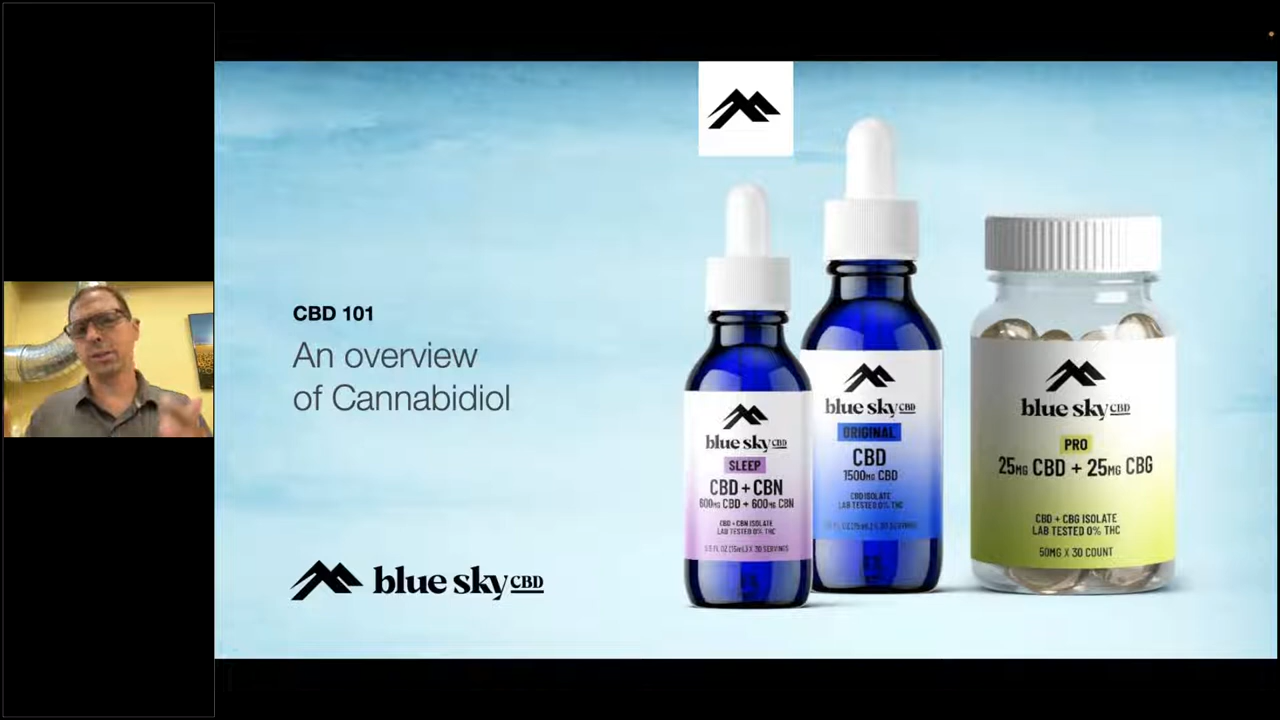 CBD 101
An overview
of Cannabidiol
blue sky CBD
blue sky CBD
SLEEP
CBD + CBN
600MG CBD + 600MG CBN
CBD + CBN ISOLATE
LAB TESTED 0% THC
blue sky CBD
ORIGINAL
CBD
1500MG CBD
CBD ISOLATE
LAB TESTED 0% THC
blue sky CBD
PRO
25MG CBD + 25MG CBG
CBD + CBG ISOLATE
LAB TESTED 0% THC
50MG X 30 COUNT